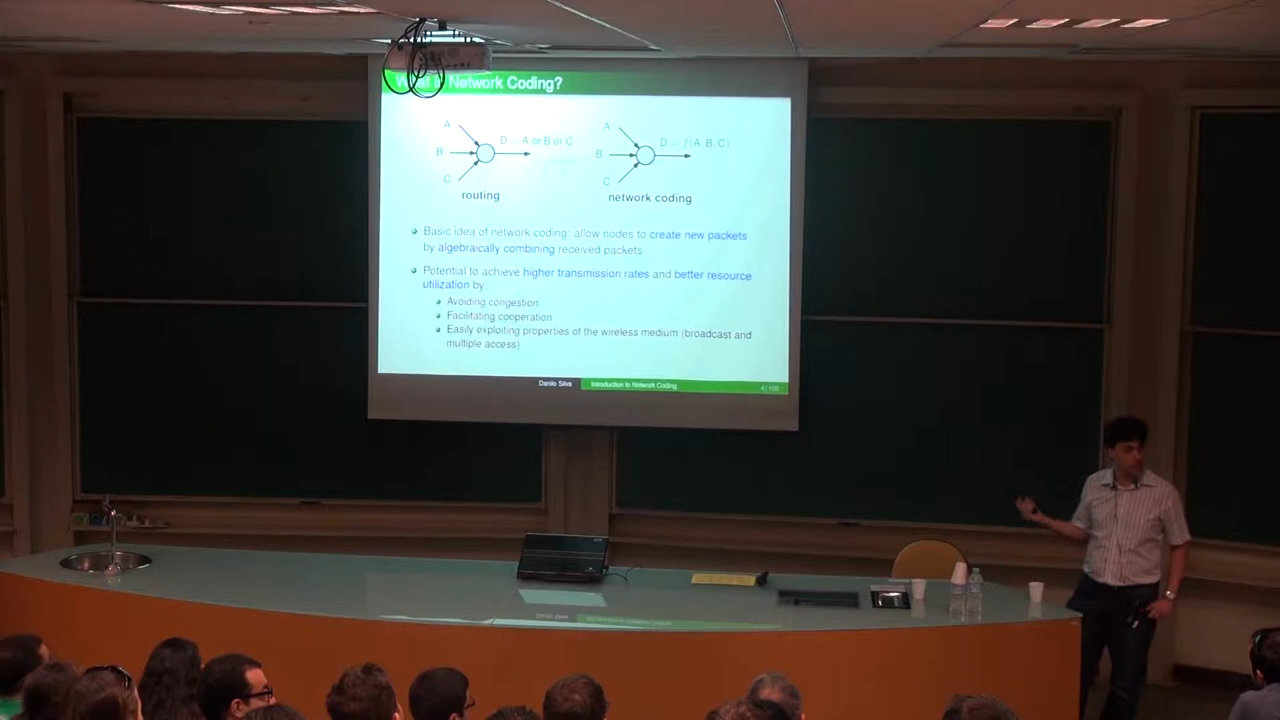 What is Network Coding?
A
B
C
D = A or B or C
routing
A
B
C
D = f(A, B, C)
network coding
Basic idea of network coding: allow nodes to create new packets
by algebraically combining received packets
Potential to achieve higher transmission rates and better resource
utilization by:
Avoiding congestion
Facilitating cooperation
Easily exploiting properties of the wireless medium (broadcast and
multiple access)
Danilo Silva
Introduction to Network Coding